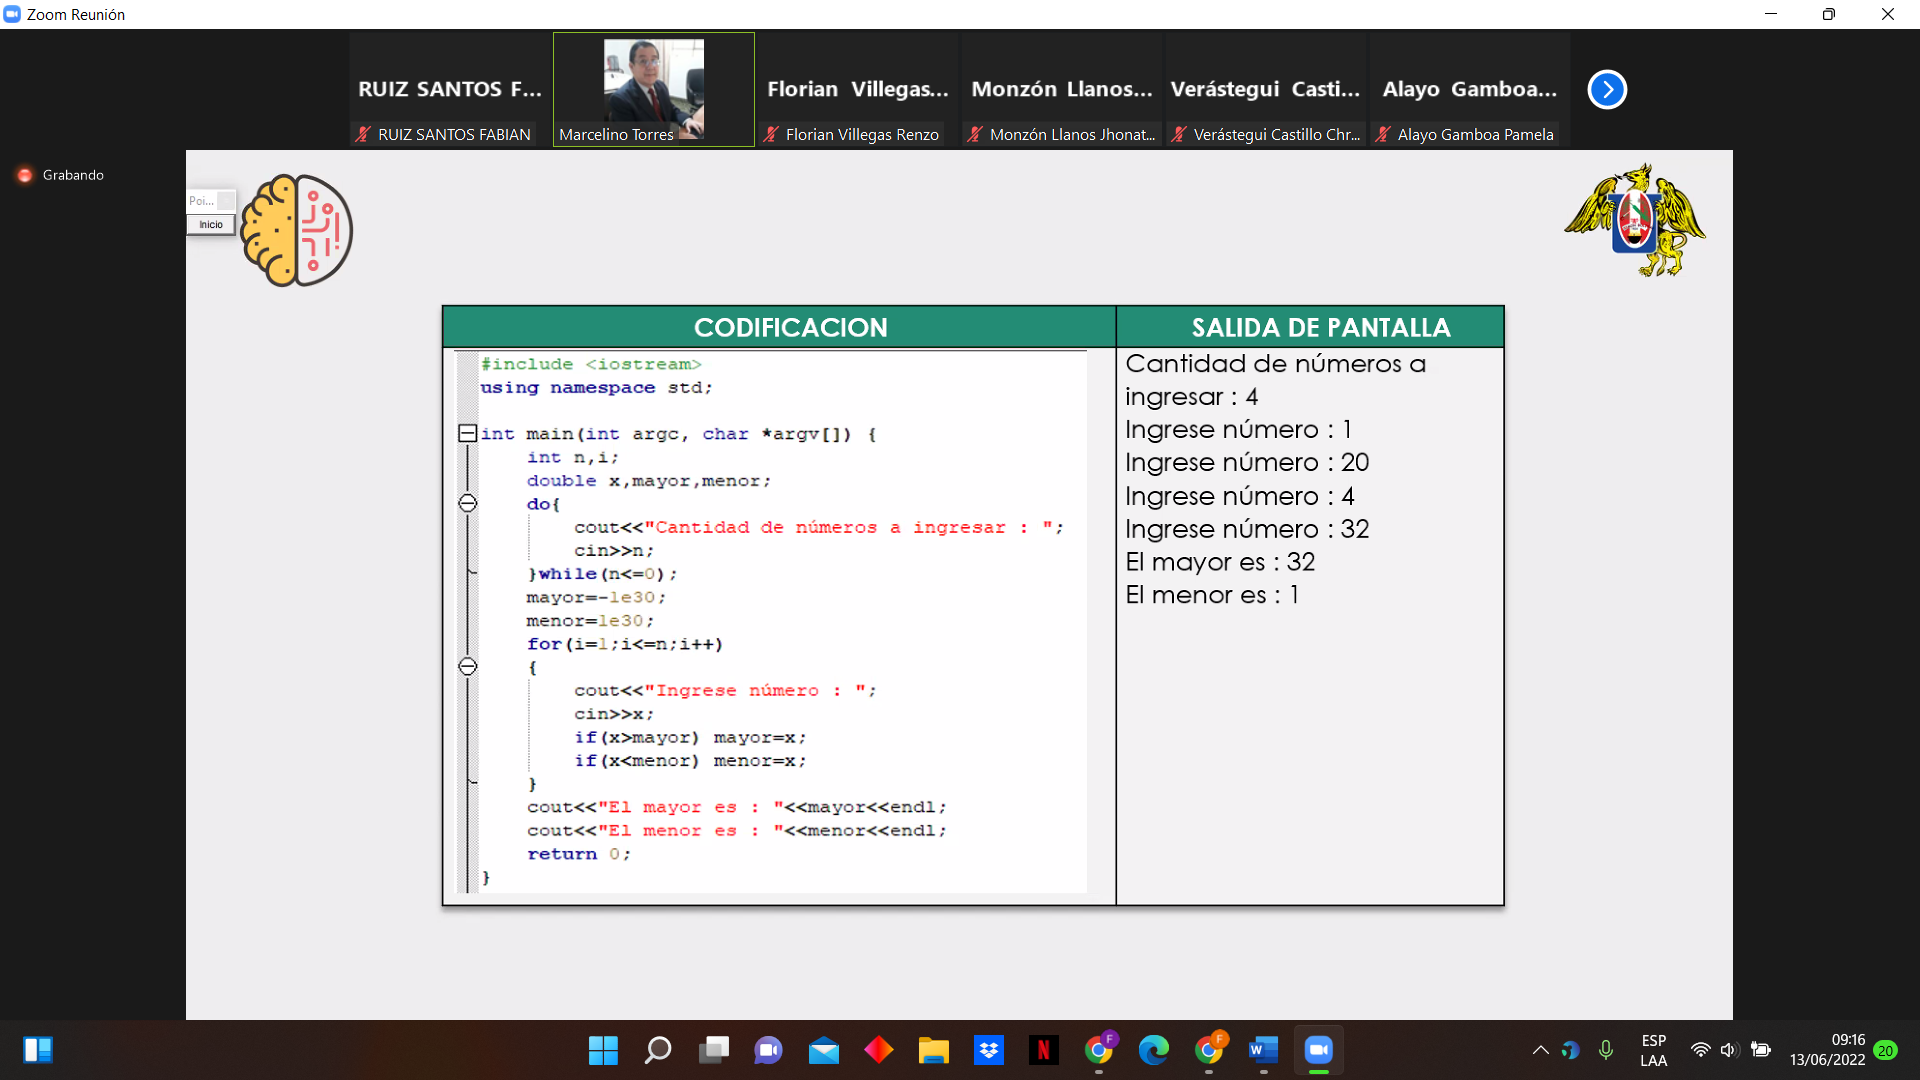 Zoom Reunión
RUIZ SANTOS F...
Florian Villegas...
Monzón Llanos...
Verástegui Casti...
Alayo Gamboa...
RUIZ SANTOS FABIAN
Marcelino Torres
Florian Villegas Renzo
Monzón Llanos Jhonat...
Verástegui Castillo Chr...
Alayo Gamboa Pamela
Grabando
Poi...
Inicio
CODIFICACION
#include <iostream>
using namespace std;
int main(int argc, char *argv[]) {
int n,i;
double x,mayor,menor;
do{
cout<<"Cantidad de números a ingresar : ";
cin>>n;
}while(n<=0);
mayor=-1e30;
menor=1e30;
for(i=1;i<=n;i++)
{
cout<<"Ingrese número : ";
cin>>x;
if(x>mayor) mayor=x;
if(x<menor) menor=x;
}
cout<<"El mayor es : "<<mayor<<endl;
cout<<"El menor es : "<<menor<<endl;
return 0;
}
SALIDA DE PANTALLA
Cantidad de números a
ingresar : 4
Ingrese número : 1
Ingrese número : 20
Ingrese número : 4
Ingrese número : 32
El mayor es : 32
El menor es : 1
ESP
LAA
09:16
13/06/2022
20